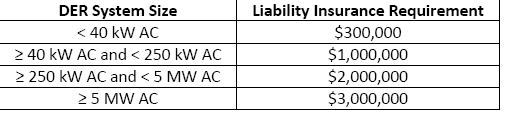 DER System Size Liability Insurance Requirement
< 40 kW AC $300,000
≥ 40 kW AC and < 250 kW AC $1,000,000
≥ 250 kW AC and < 5 MW AC $2,000,000
≥ 5 MW AC $3,000,000